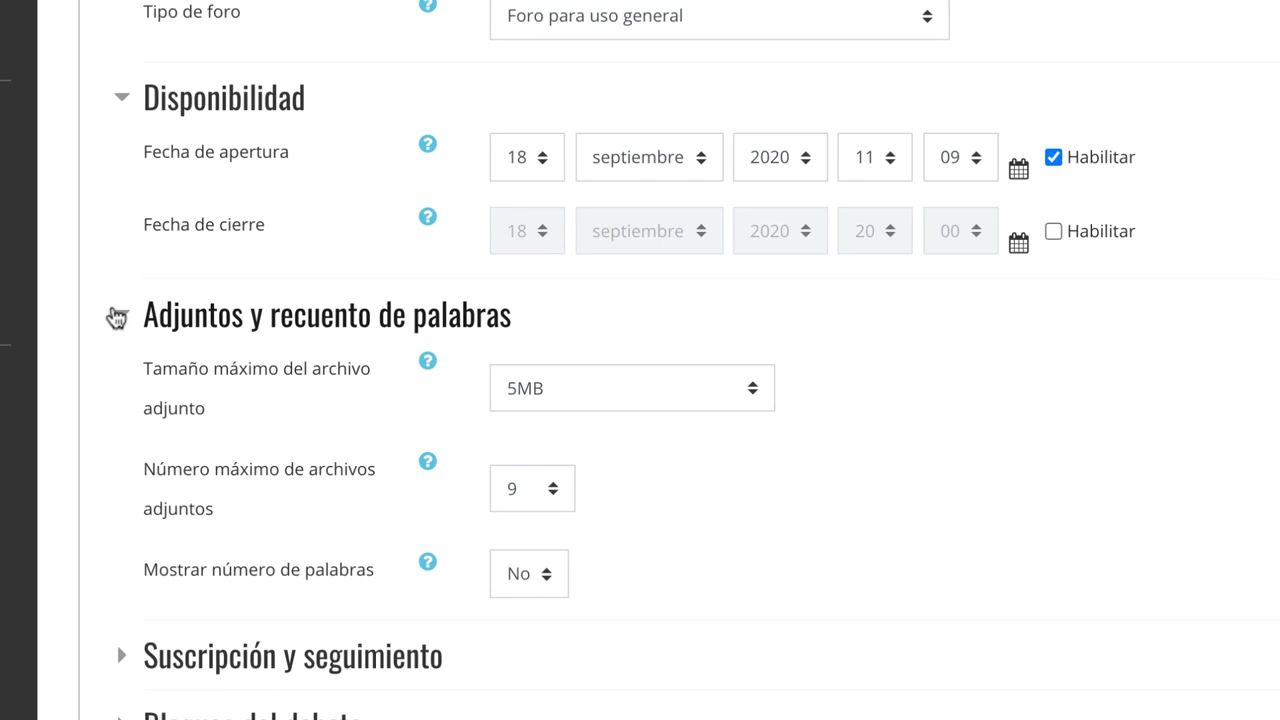 Tipo de foro
Foro para uso general
Disponibilidad
Fecha de apertura
18 septiembre 2020 11 09 Habilitar
Fecha de cierre
18 septiembre 2020 20 00 Habilitar
Adjuntos y recuento de palabras
Tamaño máximo del archivo
adjunto
5MB
Número máximo de archivos
adjuntos
9
Mostrar número de palabras
No
Suscripción y seguimiento